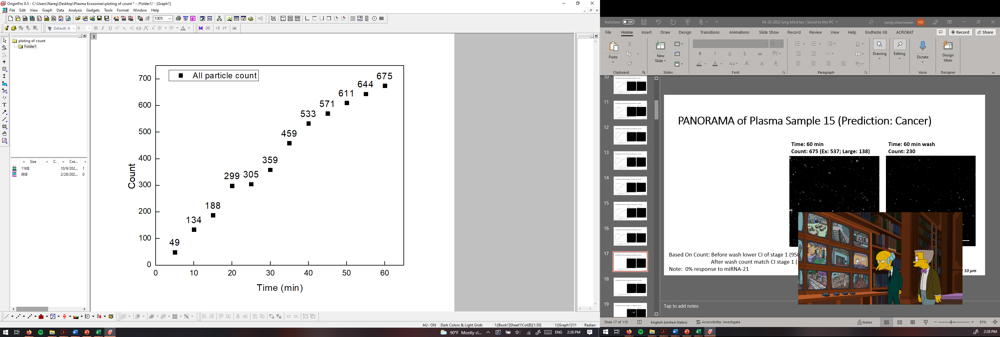 OriginPro 8.5 - C:\Users\Nareg\Desktop\Plasma Exosomes\ploting of count * - /Folder1/ - [Graph1]
File Edit View Graph Data Analysis Gadgets Tools Format Window Help
100%
Default: A 0
ploting of count
Folder1
Size C. Cre...
11KB 10/9/202... 1
8KB 2/28/202... 0
1
All particle count
Count
700
600
500
400
300
200
100
0
49
134
188
299
305
359
459
533
571
611
644
675
0 10 20 30 40 50 60
Time (min)
AU : ON Dark Colors & Light Grids 1:[Book1]Sheet1!Col(B)[1:30] 1:[Graph1]1!1 Radian
90°F Mostly cl... ENG 2:28 PM
AutoSave Off 04-20-2022 lung blind tes • Saved to this PC nareg ohannesian NO
File Home Insert Draw Design Transitions Animations Slide Show Record Review View Help EndNote X8 ACROBAT Record Share
Paste
New Slide
18
Drawing
Editing
Dictate
Design Ideas
Clipboard Slides Font Paragraph Voice Designer
10
11
12
13
14
15
16
17
18
19
PANORAMA of Plasma Sample 15 (Prediction: Cancer)
Time: 60 min
Count: 675 (Ex: 537; Large: 138)
Time: 60 min wash
Count: 230
Based On Count: Before wash lower CI of stage 1 (950
After wash count match CI stage 1 (
Note: 0% response to miRNA-21
10 µm
Tap to add notes
Slide 17 of 110 English (United States) Accessibility: Investigate Notes 81%
2:28 PM